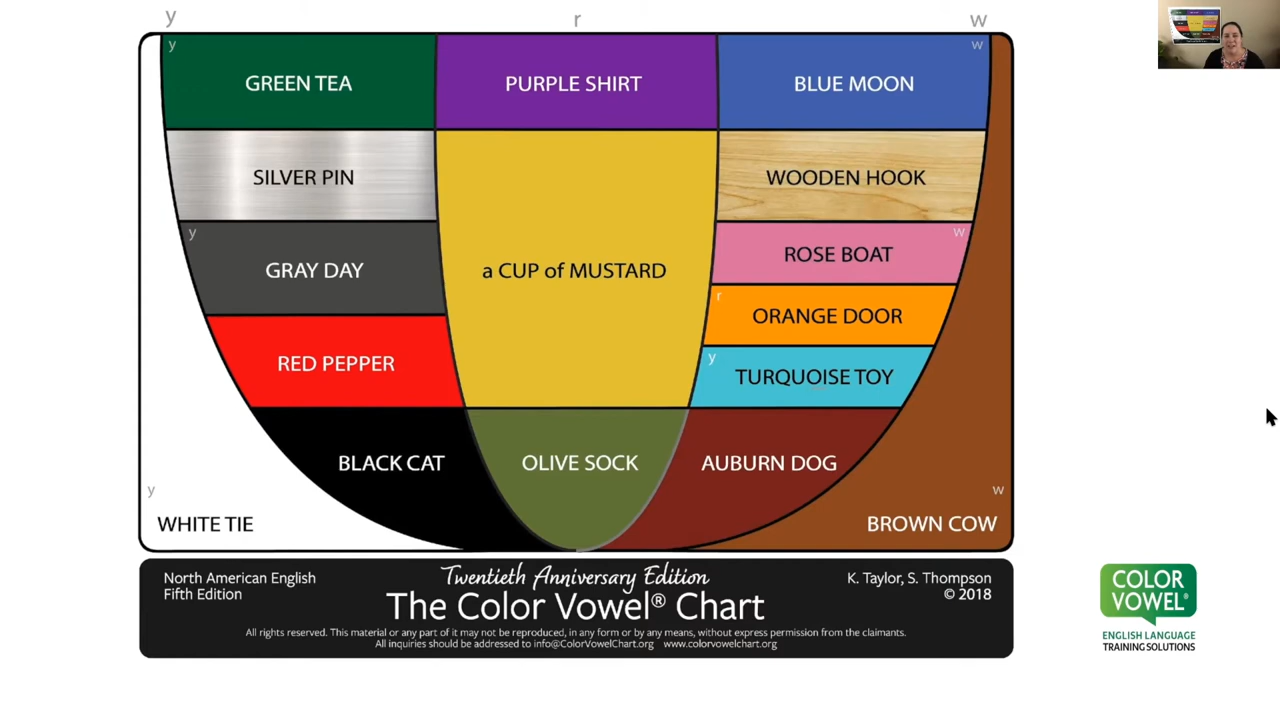 y r w
y w
GREEN TEA PURPLE SHIRT BLUE MOON
SILVER PIN WOODEN HOOK
y w
GRAY DAY a CUP of MUSTARD ROSE BOAT
r
ORANGE DOOR
RED PEPPER
y
TURQUOISE TOY
BLACK CAT OLIVE SOCK AUBURN DOG
y w
WHITE TIE BROWN COW
North American English
Fifth Edition
Twentieth Anniversary Edition
The Color Vowel® Chart
K. Taylor, S. Thompson
© 2018
All rights reserved. This material or any part of it may not be reproduced, in any form or by any means, without express permission from the claimants.
All inquiries should be addressed to info@ColorVowelChart.org www.colorvowelchart.org
COLOR
VOWEL®
ENGLISH LANGUAGE
TRAINING SOLUTIONS